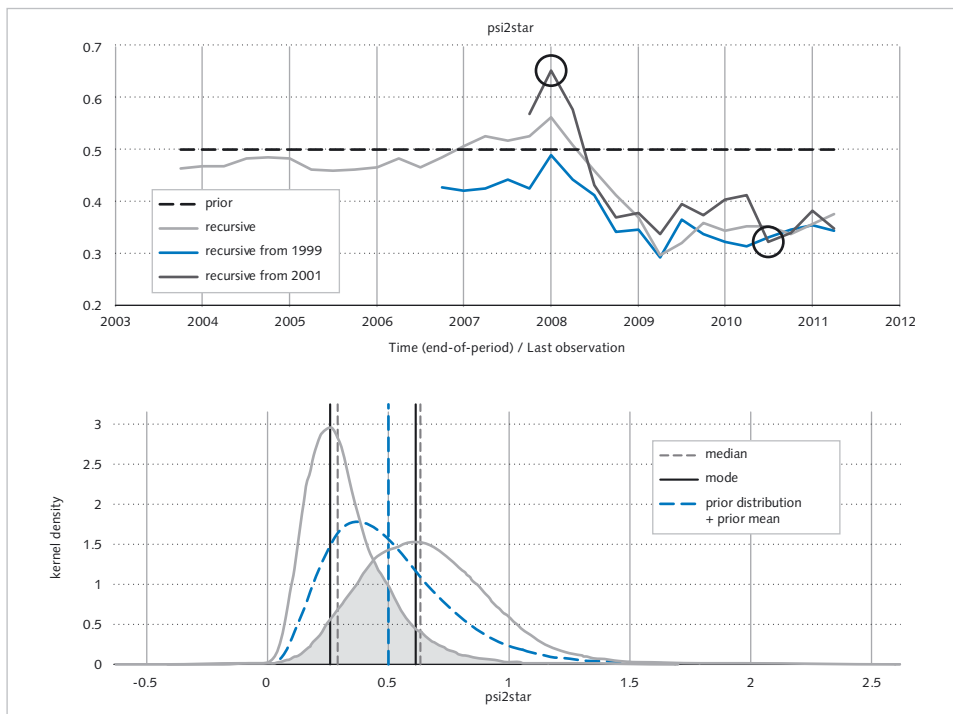 psi2star
0.7
0.6
0.5
0.4
0.3
0.2
prior
recursive
recursive from 1999
recursive from 2001
2003 2004 2005 2006 2007 2008 2009 2010 2011 2012
Time (end-of-period) / Last observation
3
2.5
2
1.5
1
0.5
0
kernel density
median
mode
prior distribution
+ prior mean
-0.5 0 0.5 1 1.5 2 2.5
psi2star